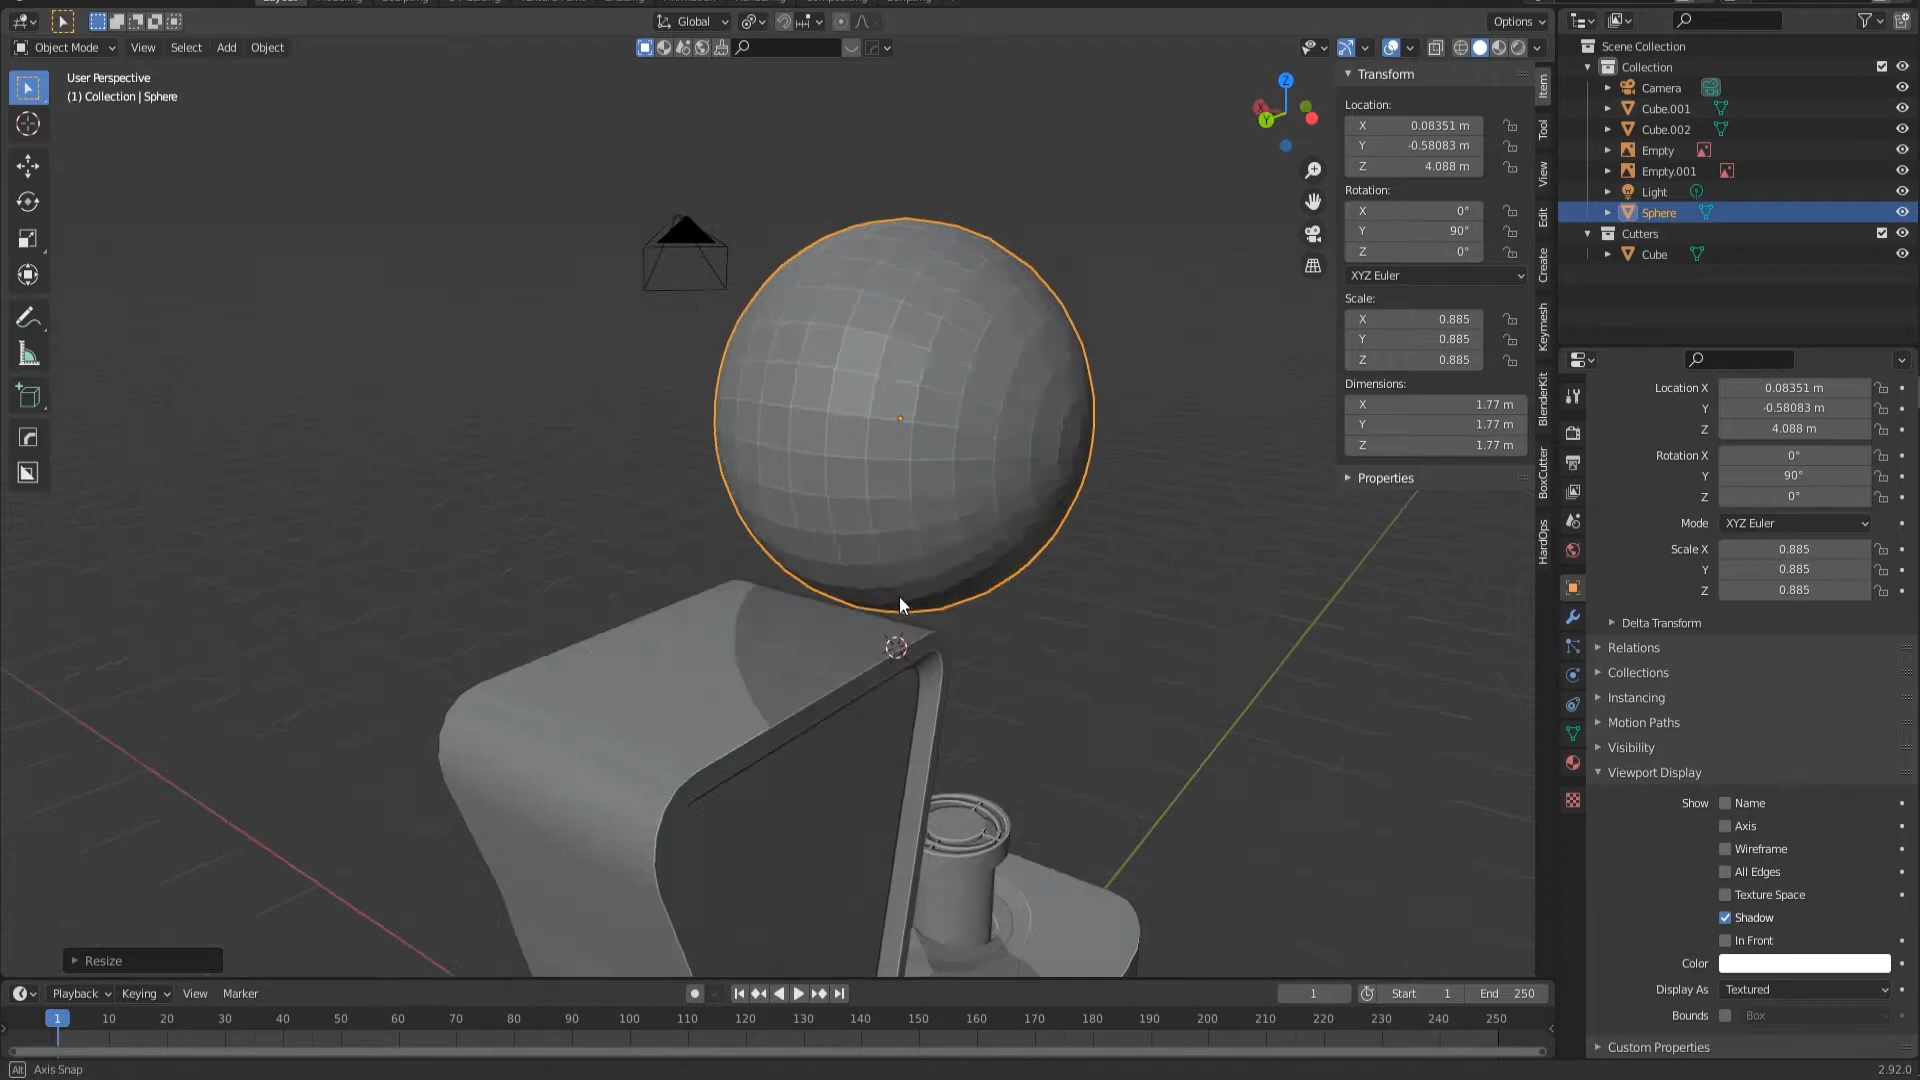 Global
Options
Object Mode
View
Select
Add
Object
User Perspective
(1) Collection | Sphere
Transform
Location:
X 0.08351 m
Y -0.58083 m
Z 4.088 m
Rotation:
X 0°
Y 90°
Z 0°
XYZ Euler
Scale:
X 0.885
Y 0.885
Z 0.885
Dimensions:
X 1.77 m
Y 1.77 m
Z 1.77 m
Properties
Item
Tool
View
Edit
Create
Keymesh
BlenderKit
BoxCutter
HardOps
Z
X
Y
Scene Collection
Collection
Camera
Cube.001
Cube.002
Empty
Empty.001
Light
Sphere
Cutters
Cube
Location X 0.08351 m
Y -0.58083 m
Z 4.088 m
Rotation X 0°
Y 90°
Z 0°
Mode XYZ Euler
Scale X 0.885
Y 0.885
Z 0.885
Delta Transform
Relations
Collections
Instancing
Motion Paths
Visibility
Viewport Display
Show Name
Axis
Wireframe
All Edges
Texture Space
Shadow
In Front
Color
Display As Textured
Bounds Box
Custom Properties
Resize
Playback
Keying
View
Marker
1
Start 1
End 250
1 10 20 30 40 50 60 70 80 90 100 110 120 130 140 150 160 170 180 190 200 210 220 230 240 250
Alt Axis Snap
2.92.0